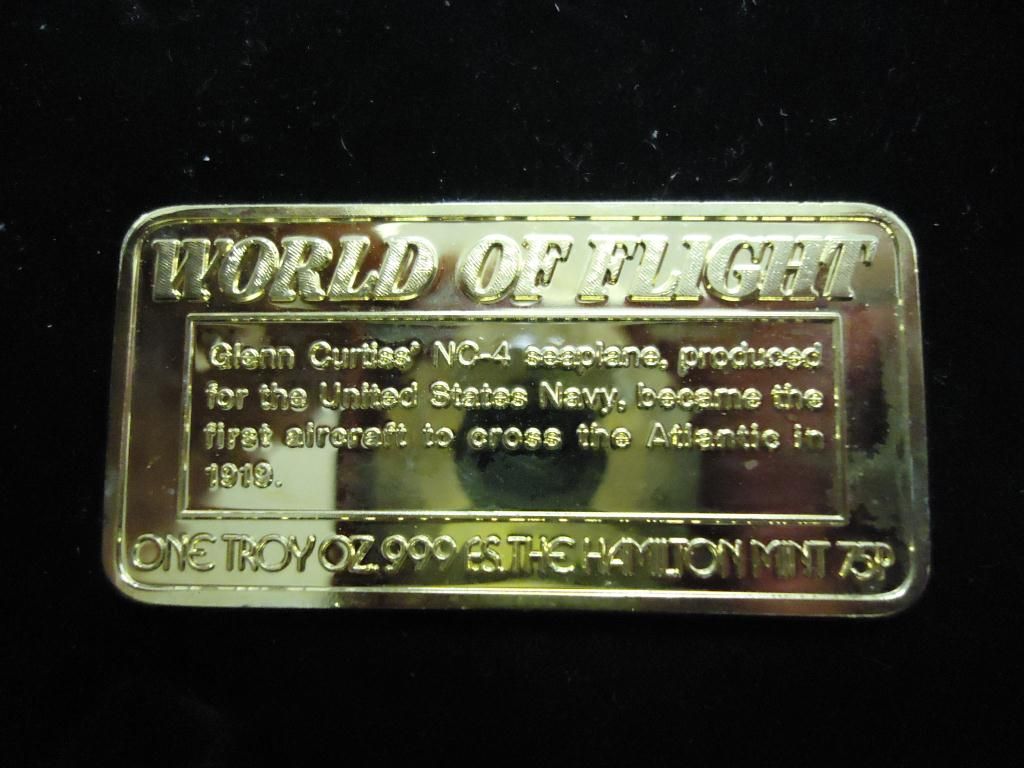 WORLD OF FLIGHT
Glenn Curtiss' NC-4 seaplane, produced
for the United States Navy, became the
first aircraft to cross the Atlantic in
1919.
ONE TROY OZ. .999 F.S. THE HAMILTON MINT 75P